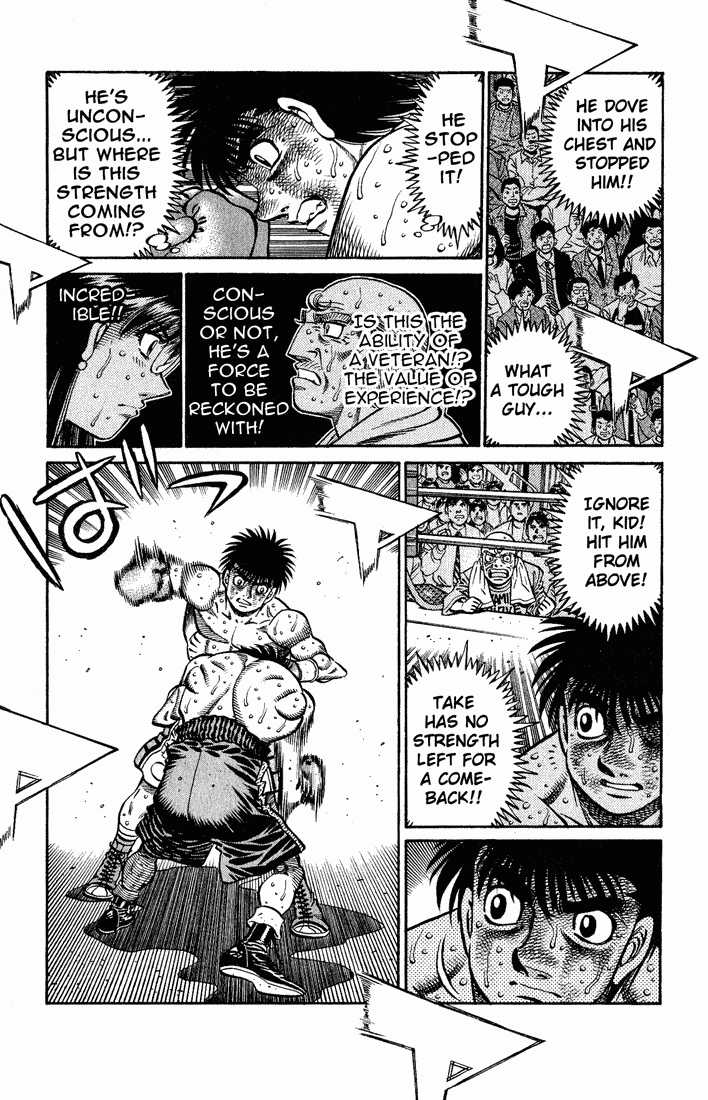 HE DOVE
INTO HIS
CHEST AND
STOPPED
HIM!!
WHAT
A TOUGH
GUY...
HE
STOP
-PED
IT!
HE'S
UNCON-
SCIOUS...
BUT WHERE
IS THIS
STRENGTH
COMING
FROM!?
IS THIS THE
ABILITY OF
A VETERAN!?
THE VALUE OF
EXPERIENCE!?
CON-
SCIOUS
OR NOT,
HE'S A
FORCE
TO BE
RECKONED
WITH!
INCRED-
IBLE!!
IGNORE
IT, KID!
HIT HIM
FROM
ABOVE!
TAKE
HAS NO
STRENGTH
LEFT FOR
A COME-
BACK!!
ばッ